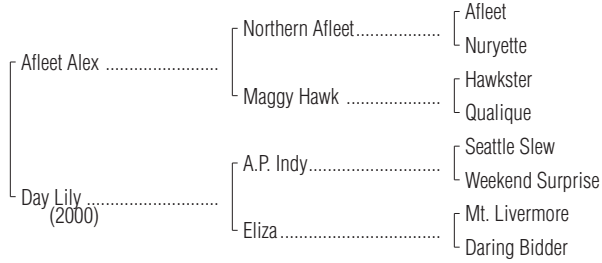 Afleet
Northern Afleet....................
Nuryette
Afleet Alex ........................
Hawkster
Maggy Hawk ....................
Qualique
Seattle Slew
A.P. Indy............................
Weekend Surprise
Day Lily ............................
(2000)
Mt. Livermore
Eliza..................................
Daring Bidder